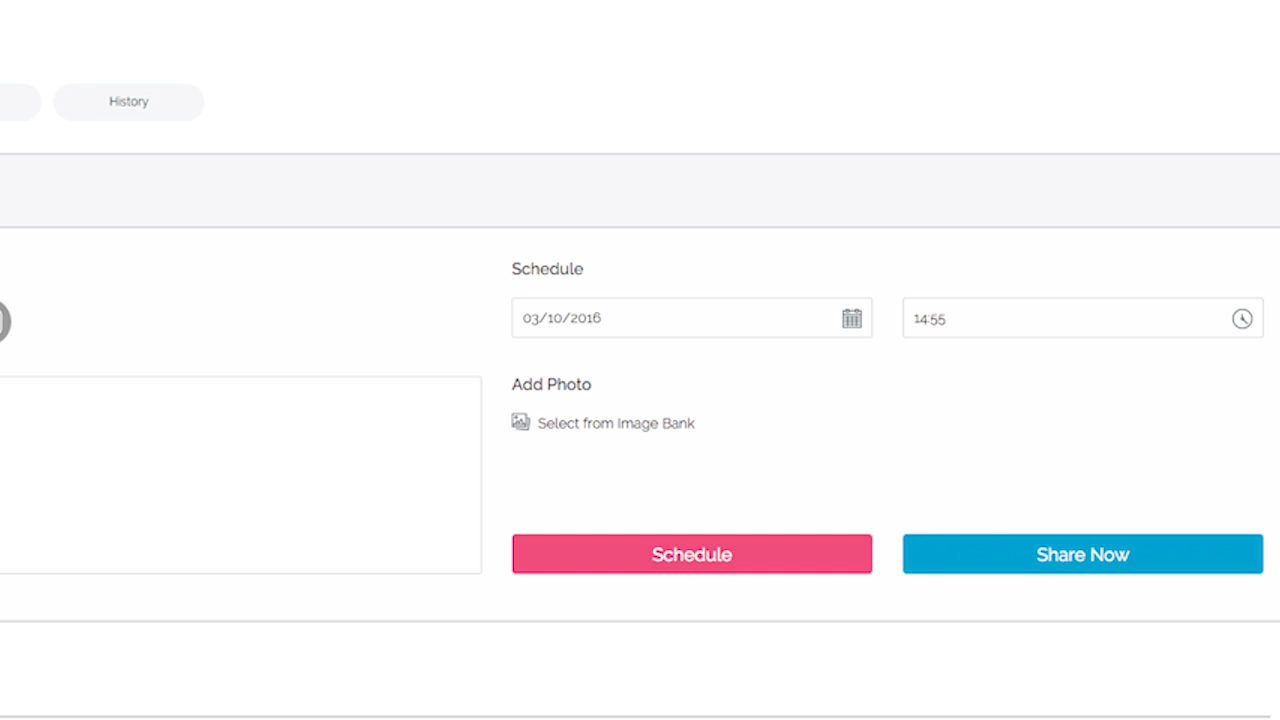 History
Schedule
03/10/2016
14:55
Add Photo
Select from Image Bank
Schedule
Share Now